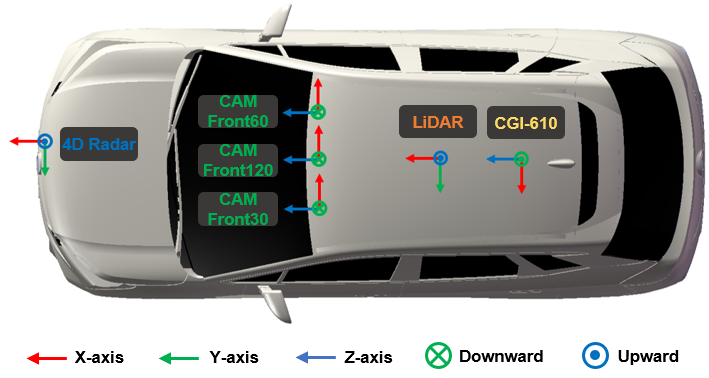 CAM
Front60
4D Radar
CAM
Front120
CAM
Front30
LiDAR
CGI-610
X-axis
Y-axis
Z-axis
Downward
Upward